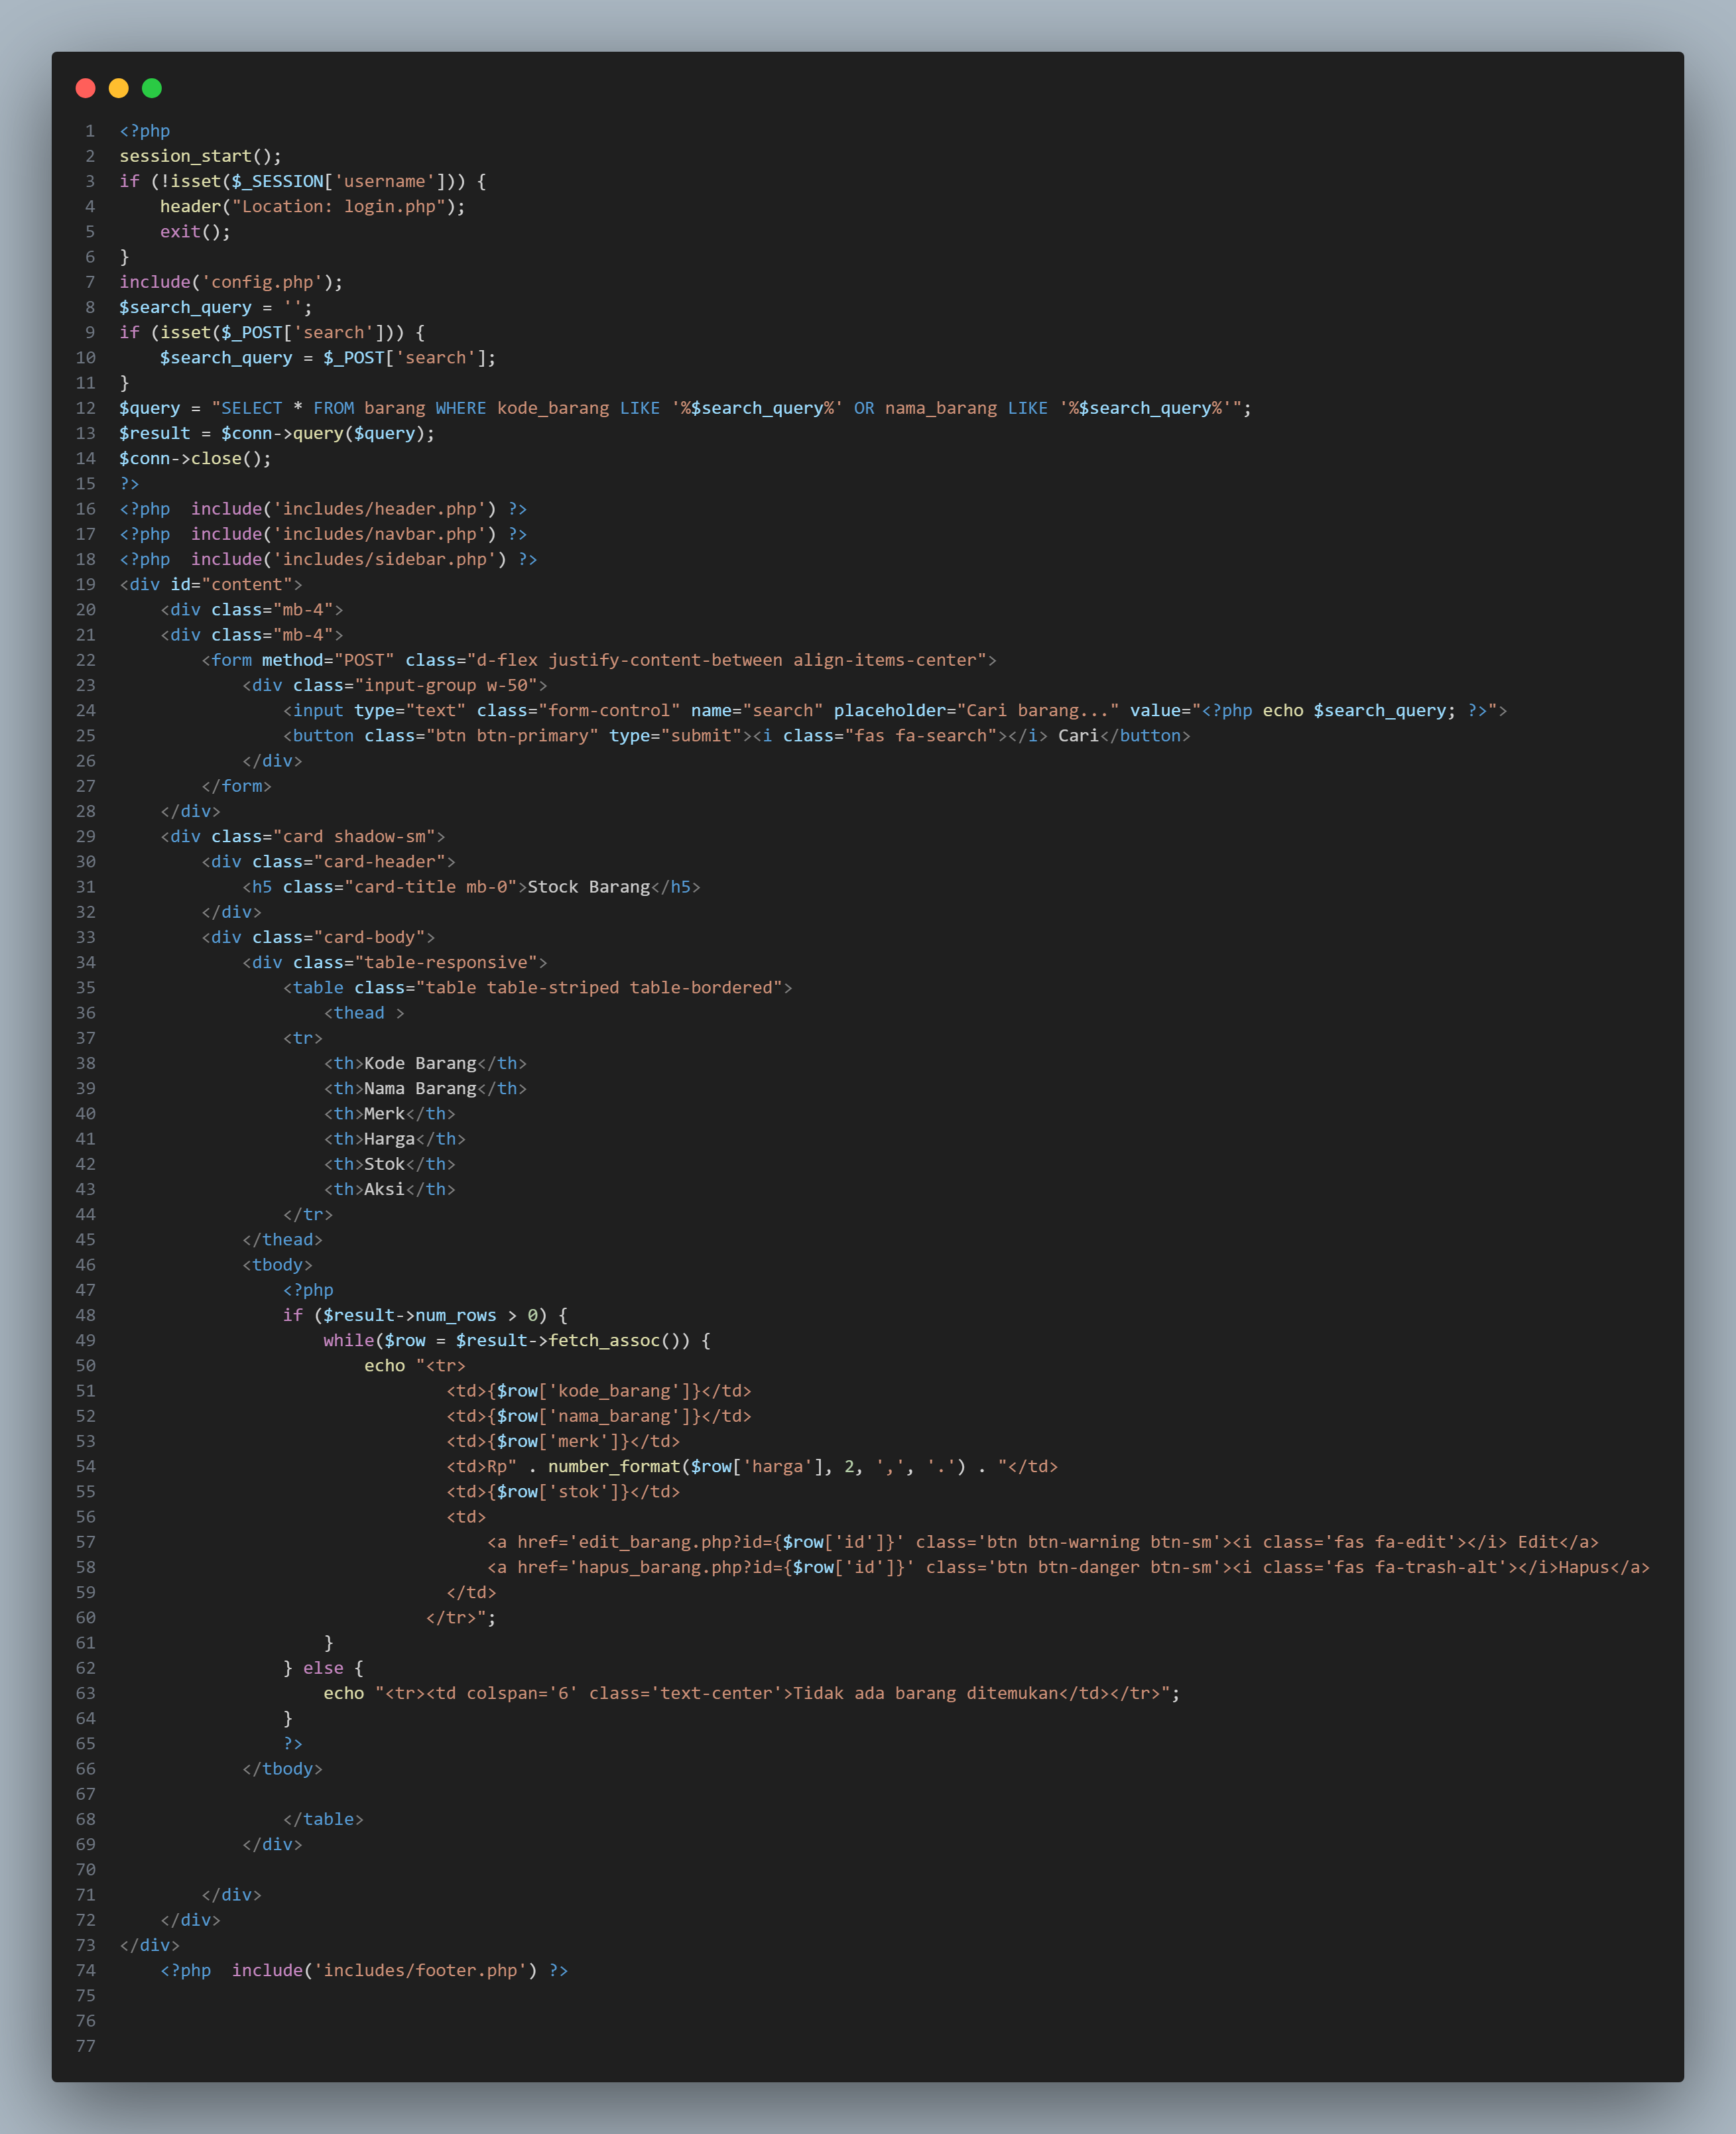 1 <?php
2 session_start();
3 if (!isset($_SESSION['username'])) {
4     header("Location: login.php");
5     exit();
6 }
7 include('config.php');
8 $search_query = '';
9 if (isset($_POST['search'])) {
10     $search_query = $_POST['search'];
11 }
12 $query = "SELECT * FROM barang WHERE kode_barang LIKE '%$search_query%' OR nama_barang LIKE '%$search_query%'";
13 $result = $conn->query($query);
14 $conn->close();
15 ?>
16 <?php  include('includes/header.php') ?>
17 <?php  include('includes/navbar.php') ?>
18 <?php  include('includes/sidebar.php') ?>
19 <div id="content">
20     <div class="mb-4">
21     <div class="mb-4">
22         <form method="POST" class="d-flex justify-content-between align-items-center">
23             <div class="input-group w-50">
24                 <input type="text" class="form-control" name="search" placeholder="Cari barang..." value="<?php echo $search_query; ?>">
25                 <button class="btn btn-primary" type="submit"><i class="fas fa-search"></i> Cari</button>
26             </div>
27         </form>
28     </div>
29     <div class="card shadow-sm">
30         <div class="card-header">
31             <h5 class="card-title mb-0">Stock Barang</h5>
32         </div>
33         <div class="card-body">
34             <div class="table-responsive">
35                 <table class="table table-striped table-bordered">
36                     <thead >
37                 <tr>
38                     <th>Kode Barang</th>
39                     <th>Nama Barang</th>
40                     <th>Merk</th>
41                     <th>Harga</th>
42                     <th>Stok</th>
43                     <th>Aksi</th>
44                 </tr>
45             </thead>
46             <tbody>
47                 <?php
48                 if ($result->num_rows > 0) {
49                     while($row = $result->fetch_assoc()) {
50                         echo "<tr>
51                                 <td>{$row['kode_barang']}</td>
52                                 <td>{$row['nama_barang']}</td>
53                                 <td>{$row['merk']}</td>
54                                 <td>Rp" . number_format($row['harga'], 2, ',', '.') . "</td>
55                                 <td>{$row['stok']}</td>
56                                 <td>
57                                     <a href='edit_barang.php?id={$row['id']}' class='btn btn-warning btn-sm'><i class='fas fa-edit'></i> Edit</a>
58                                     <a href='hapus_barang.php?id={$row['id']}' class='btn btn-danger btn-sm'><i class='fas fa-trash-alt'></i>Hapus</a>
59                                 </td>
60                               </tr>";
61                     }
62                 } else {
63                     echo "<tr><td colspan='6' class='text-center'>Tidak ada barang ditemukan</td></tr>";
64                 }
65                 ?>
66             </tbody>
67
68                 </table>
69             </div>
70
71         </div>
72     </div>
73 </div>
74     <?php  include('includes/footer.php') ?>
75
76
77